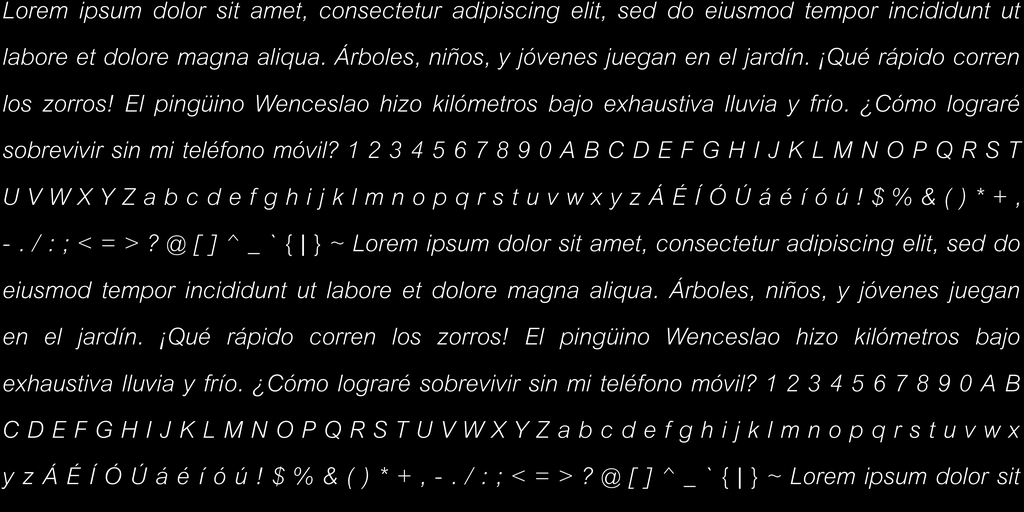 Lorem ipsum dolor sit amet, consectetur adipiscing elit, sed do eiusmod tempor incididunt ut
labore et dolore magna aliqua. Árboles, niños, y jóvenes juegan en el jardín. ¡Qué rápido corren
los zorros! El pingüino Wenceslao hizo kilómetros bajo exhaustiva lluvia y frío. ¿Cómo lograré
sobrevivir sin mi teléfono móvil? 1 2 3 4 5 6 7 8 9 0 A B C D E F G H I J K L M N O P Q R S T
U V W X Y Z a b c d e f g h i j k l m n o p q r s t u v w x y z Á É Í Ó Ú á é í ó ú ! $ % & ( ) * + ,
- . / : ; < = > ? @ [ ] ^ _ ` { | } ~ Lorem ipsum dolor sit amet, consectetur adipiscing elit, sed do
eiusmod tempor incididunt ut labore et dolore magna aliqua. Árboles, niños, y jóvenes juegan
en el jardín. ¡Qué rápido corren los zorros! El pingüino Wenceslao hizo kilómetros bajo
exhaustiva lluvia y frío. ¿Cómo lograré sobrevivir sin mi teléfono móvil? 1 2 3 4 5 6 7 8 9 0 A B
C D E F G H I J K L M N O P Q R S T U V W X Y Z a b c d e f g h i j k l m n o p q r s t u v w x
y z Á É Í Ó Ú á é í ó ú ! $ % & ( ) * + , - . / : ; < = > ? @ [ ] ^ _ ` { | } ~ Lorem ipsum dolor sit